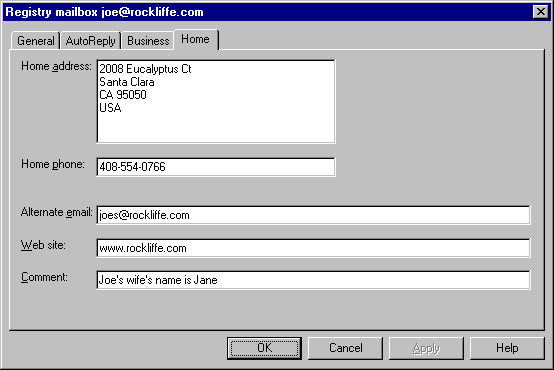 Registry mailbox joe@rockliffe.com
General AutoReply Business Home
Home address: 2008 Eucalyptus Ct
Santa Clara
CA 95050
USA
Home phone: 408-554-0766
Alternate email: joes@rockliffe.com
Web site: www.rockliffe.com
Comment: Joe's wife's name is Jane
OK Cancel Apply Help